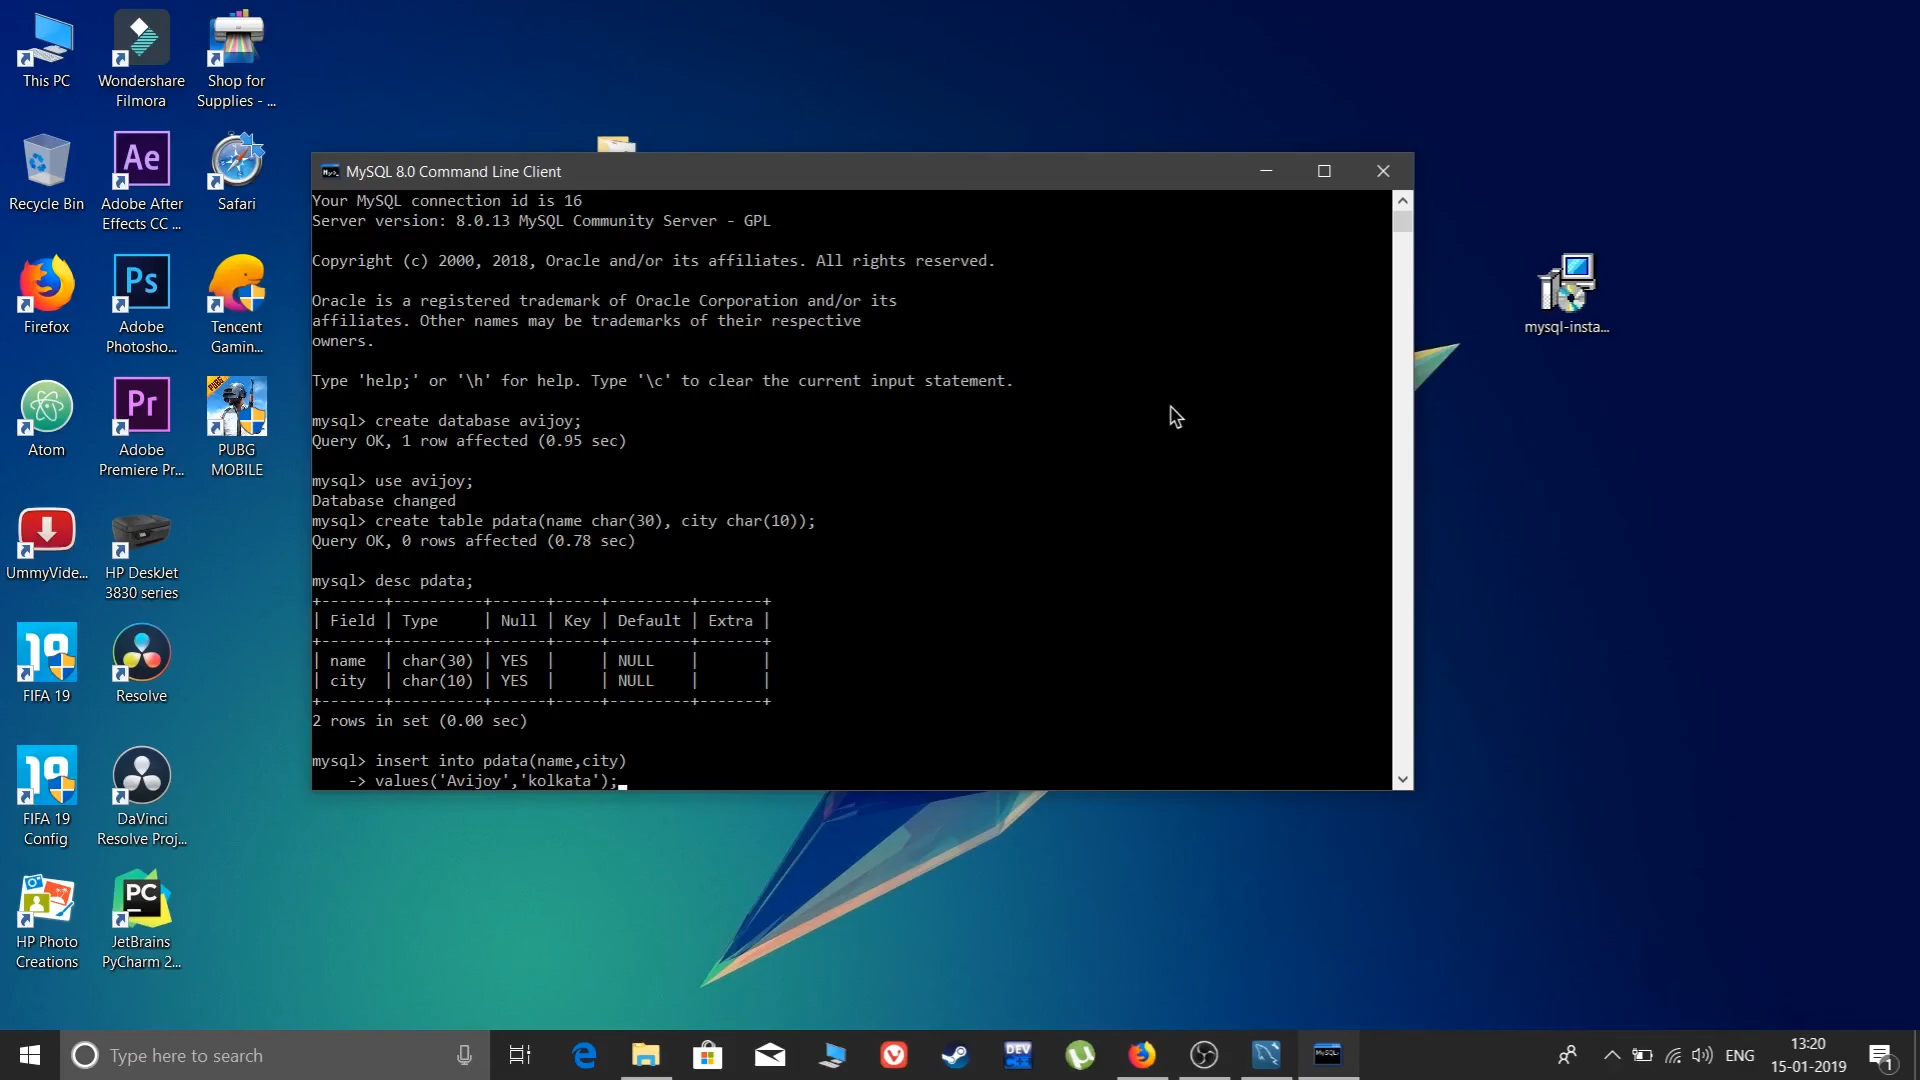 This PC
Wondershare
Filmora
Shop for
Supplies - ...
Recycle Bin
Ae
Adobe After
Effects CC ...
Safari
Firefox
Ps
Adobe
Photosho...
Tencent
Gamin...
Atom
Pr
Adobe
Premiere Pr...
PUBG
PUBG
MOBILE
UmmyVide...
HP DeskJet
3830 series
19
FIFA 19
Resolve
19
FIFA 19
Config
DaVinci
Resolve Proj...
HP Photo
Creations
PC
JetBrains
PyCharm 2...
MySQL 8.0 Command Line Client
Your MySQL connection id is 16
Server version: 8.0.13 MySQL Community Server - GPL
Copyright (c) 2000, 2018, Oracle and/or its affiliates. All rights reserved.
Oracle is a registered trademark of Oracle Corporation and/or its
affiliates. Other names may be trademarks of their respective
owners.
Type 'help;' or '\h' for help. Type '\c' to clear the current input statement.
mysql> create database avijoy;
Query OK, 1 row affected (0.95 sec)
mysql> use avijoy;
Database changed
mysql> create table pdata(name char(30), city char(10));
Query OK, 0 rows affected (0.78 sec)
mysql> desc pdata;
+-------+----------+------+-----+---------+-------+
| Field | Type     | Null | Key | Default | Extra |
+-------+----------+------+-----+---------+-------+
| name  | char(30) | YES  |     | NULL    |       |
| city  | char(10) | YES  |     | NULL    |       |
+-------+----------+------+-----+---------+-------+
2 rows in set (0.00 sec)
mysql> insert into pdata(name,city)
    -> values('Avijoy','kolkata');
mysql-insta...
Type here to search
DEV
ENG
13:20
15-01-2019
1